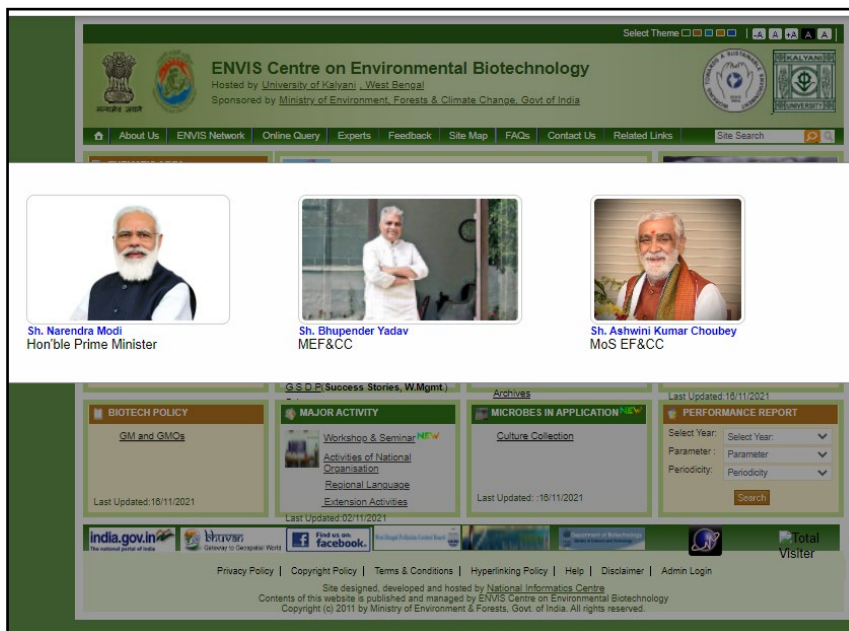 Select Theme | -A A +A A A |
ENVIS Centre on Environmental Biotechnology
Hosted by University of Kalyani , West Bengal
Sponsored by Ministry of Environment, Forests & Climate Change, Govt of India
सत्यमेव जयते
KALYANI
UNIVERSITY
About Us | ENVIS Network | Online Query | Experts | Feedback | Site Map | FAQs | Contact Us | Related Links
Site Search
Sh. Narendra Modi
Hon'ble Prime Minister
Sh. Bhupender Yadav
MEF&CC
Sh. Ashwini Kumar Choubey
MoS EF&CC
G S D P(Success Stories, W.Mgmt.)
Archives
Last Updated:16/11/2021
BIOTECH POLICY
GM and GMOs
Last Updated:16/11/2021
MAJOR ACTIVITY
Workshop & Seminar NEW
Activities of National
Organisation
Regional Language
Extension Activities
Last Updated:02/11/2021
MICROBES IN APPLICATION NEW
Culture Collection
Last Updated: :16/11/2021
PERFORMANCE REPORT
Select Year: Select Year:
Parameter : Parameter
Periodicity: Periodicity
Search
india.gov.in
The national portal of India
bhuvan
Gateway to Geospatial World
Find us on
facebook.
Total
Visiter
Privacy Policy | Copyright Policy | Terms & Conditions | Hyperlinking Policy | Help | Disclaimer | Admin Login
Site designed, developed and hosted by National Informatics Centre
Contents of this website is published and managed by ENVIS Centre on Environmental Biotechnology
Copyright (c) 2011 by Ministry of Environment & Forests, Govt. of India. All rights reserved.